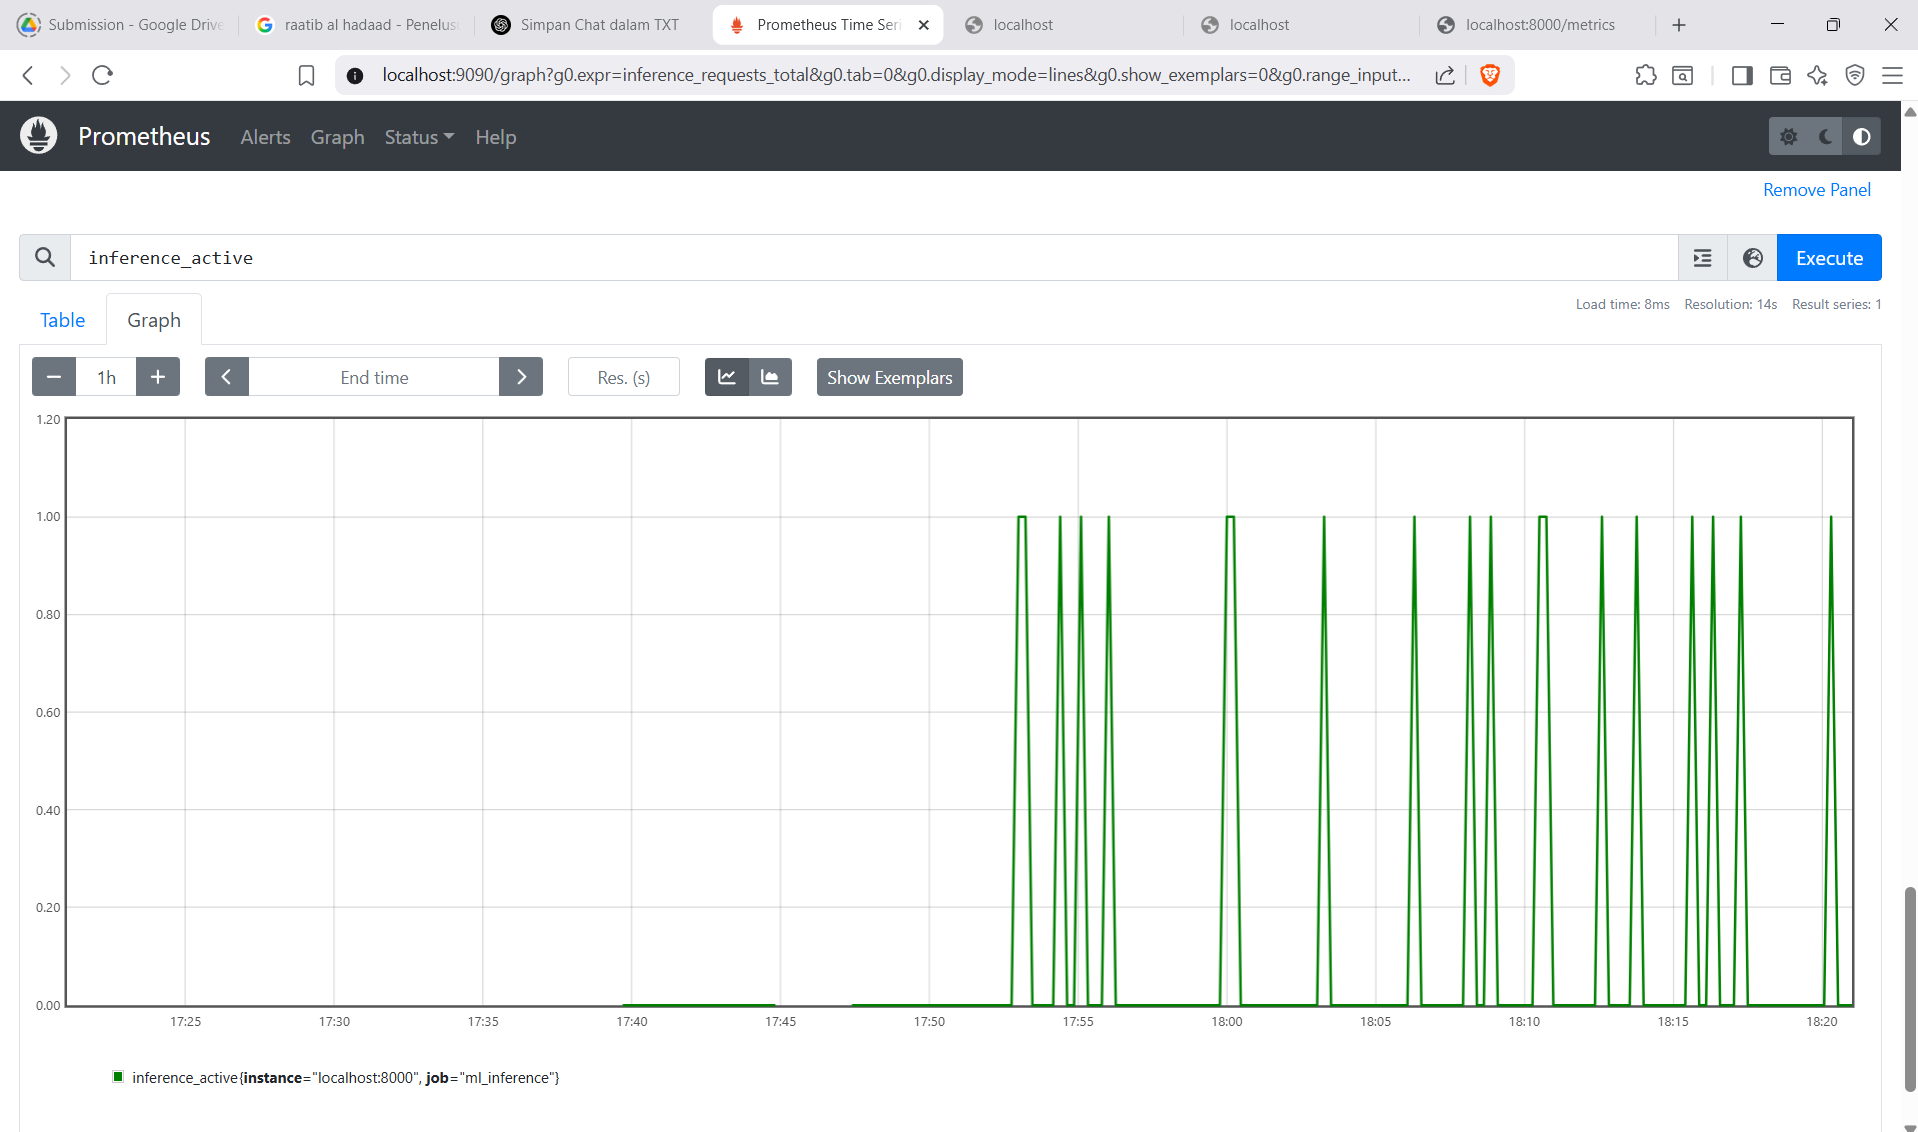 Submission - Google Drive
raatib al hadaad - Penelus
Simpan Chat dalam TXT
Prometheus Time Ser
localhost
localhost
localhost:8000/metrics
localhost:9090/graph?g0.expr=inference_requests_total&g0.tab=0&g0.display_mode=lines&g0.show_exemplars=0&g0.range_input...
Prometheus Alerts Graph Status Help
Remove Panel
inference_active
Execute
Table Graph
Load time: 8ms Resolution: 14s Result series: 1
1h
End time
Res. (s)
Show Exemplars
1.20
1.00
0.80
0.60
0.40
0.20
0.00
17:25 17:30 17:35 17:40 17:45 17:50 17:55 18:00 18:05 18:10 18:15 18:20
inference_active{instance="localhost:8000", job="ml_inference"}